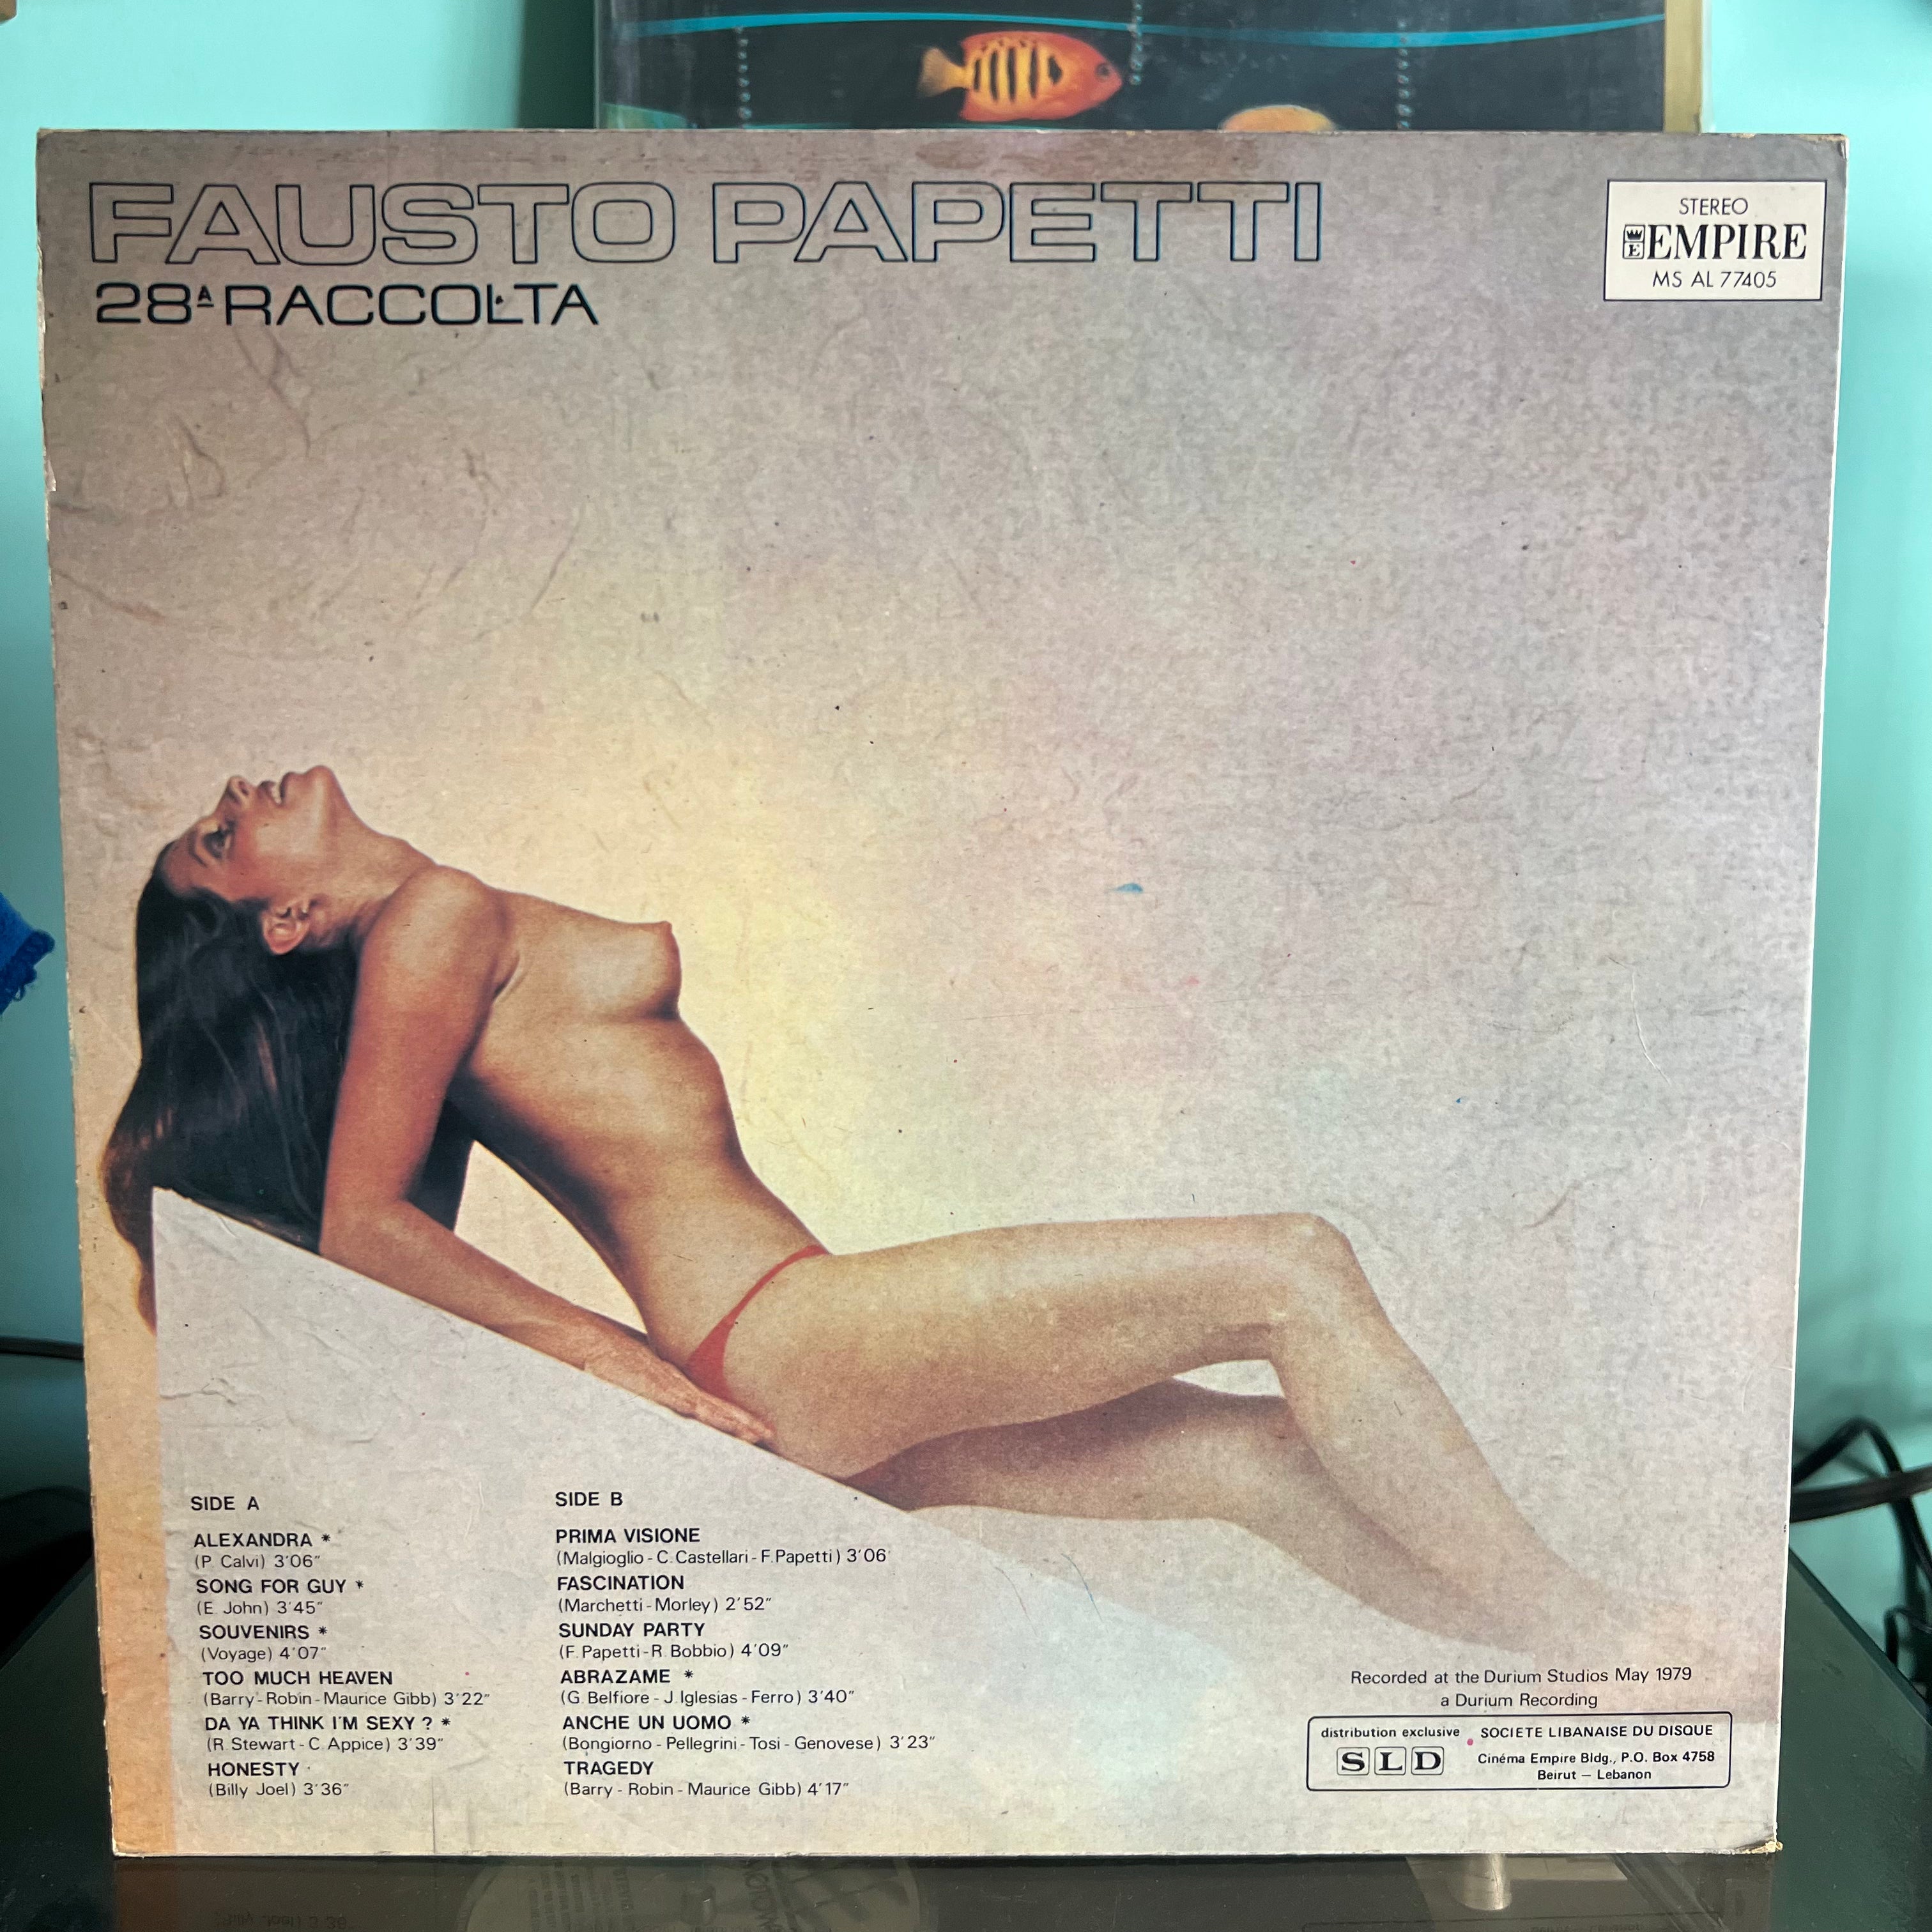 FAUSTO PAPETTI
28ª RACCOLTA
STEREO
EMPIRE
MS AL 77405
SIDE A
ALEXANDRA *
(P. Calvi) 3'06"
SONG FOR GUY *
(E. John) 3'45"
SOUVENIRS *
(Voyage) 4'07"
TOO MUCH HEAVEN
(Barry - Robin - Maurice Gibb) 3'22"
DA YA THINK I'M SEXY ? *
(R. Stewart - C. Appice) 3'39"
HONESTY
(Billy Joel) 3'36"
SIDE B
PRIMA VISIONE
(Malgioglio - C. Castellari - F. Papetti) 3'06'
FASCINATION
(Marchetti - Morley) 2'52"
SUNDAY PARTY
(F. Papetti - R. Bobbio) 4'09"
ABRAZAME *
(G. Belfiore - J. Iglesias - Ferro) 3'40"
ANCHE UN UOMO *
(Bongiorno - Pellegrini - Tosi - Genovese) 3'23"
TRAGEDY
(Barry - Robin - Maurice Gibb) 4'17"
Recorded at the Durium Studios May 1979
a Durium Recording
distribution exclusive
SLD
SOCIETE LIBANAISE DU DISQUE
Cinéma Empire Bldg., P.O. Box 4758
Beirut – Lebanon